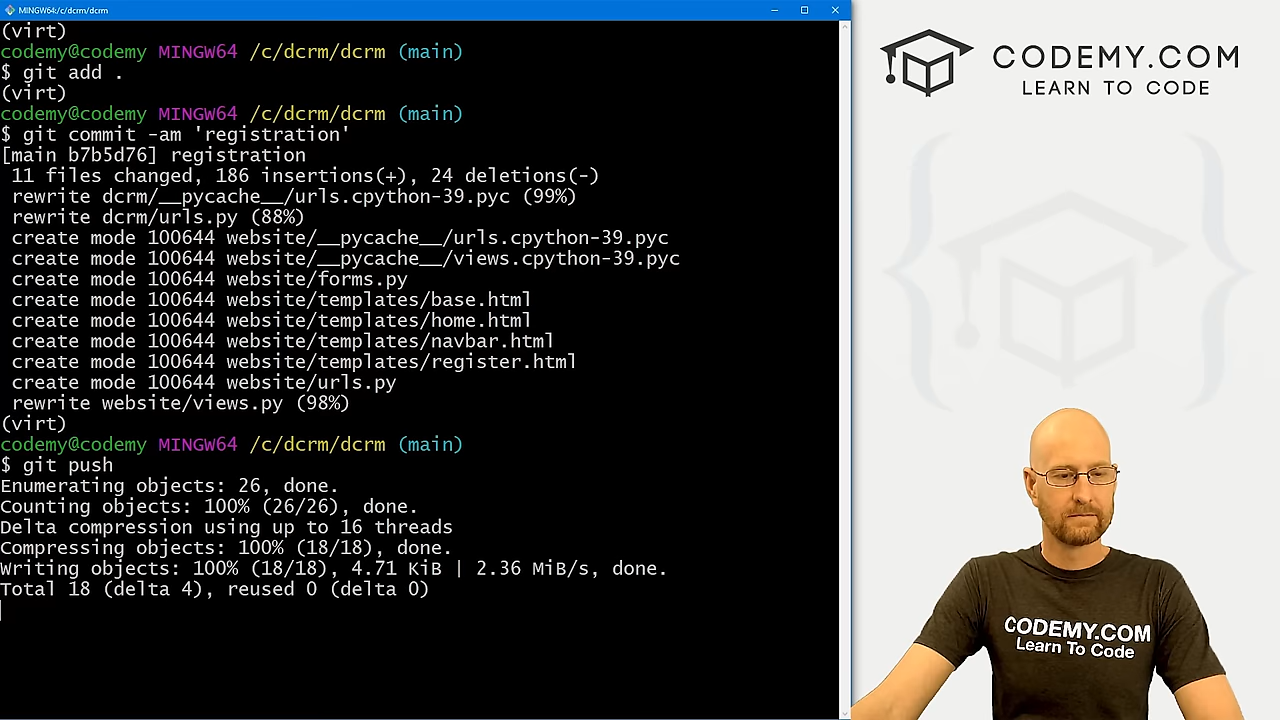 MINGW64:/c/dcrm/dcrm
(virt)
codemy@codemy MINGW64 /c/dcrm/dcrm (main)
$ git add .
(virt)
codemy@codemy MINGW64 /c/dcrm/dcrm (main)
$ git commit -am 'registration'
[main b7b5d76] registration
 11 files changed, 186 insertions(+), 24 deletions(-)
 rewrite dcrm/__pycache__/urls.cpython-39.pyc (99%)
 rewrite dcrm/urls.py (88%)
 create mode 100644 website/__pycache__/urls.cpython-39.pyc
 create mode 100644 website/__pycache__/views.cpython-39.pyc
 create mode 100644 website/forms.py
 create mode 100644 website/templates/base.html
 create mode 100644 website/templates/home.html
 create mode 100644 website/templates/navbar.html
 create mode 100644 website/templates/register.html
 create mode 100644 website/urls.py
 rewrite website/views.py (98%)
(virt)
codemy@codemy MINGW64 /c/dcrm/dcrm (main)
$ git push
Enumerating objects: 26, done.
Counting objects: 100% (26/26), done.
Delta compression using up to 16 threads
Compressing objects: 100% (18/18), done.
Writing objects: 100% (18/18), 4.71 KiB | 2.36 MiB/s, done.
Total 18 (delta 4), reused 0 (delta 0)
CODEMY.COM
LEARN TO CODE
CODEMY.COM
Learn To Code